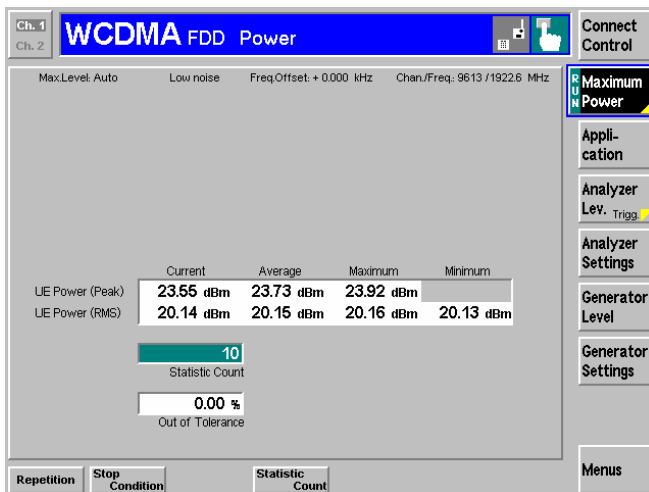 Ch. 1
Ch. 2
WCDMA FDD Power
Connect
Control
Max.Level: Auto Low noise Freq.Offset: + 0.000 kHz Chan./Freq.: 9613 /1922.6 MHz
RUN
Maximum
Power
Appli-
cation
Analyzer
Lev. Trigg.
Analyzer
Settings
Generator
Level
Generator
Settings
Current Average Maximum Minimum
UE Power (Peak) 23.55 dBm 23.73 dBm 23.92 dBm
UE Power (RMS) 20.14 dBm 20.15 dBm 20.16 dBm 20.13 dBm
10
Statistic Count
0.00 %
Out of Tolerance
Repetition
Stop
Condition
Statistic
Count
Menus